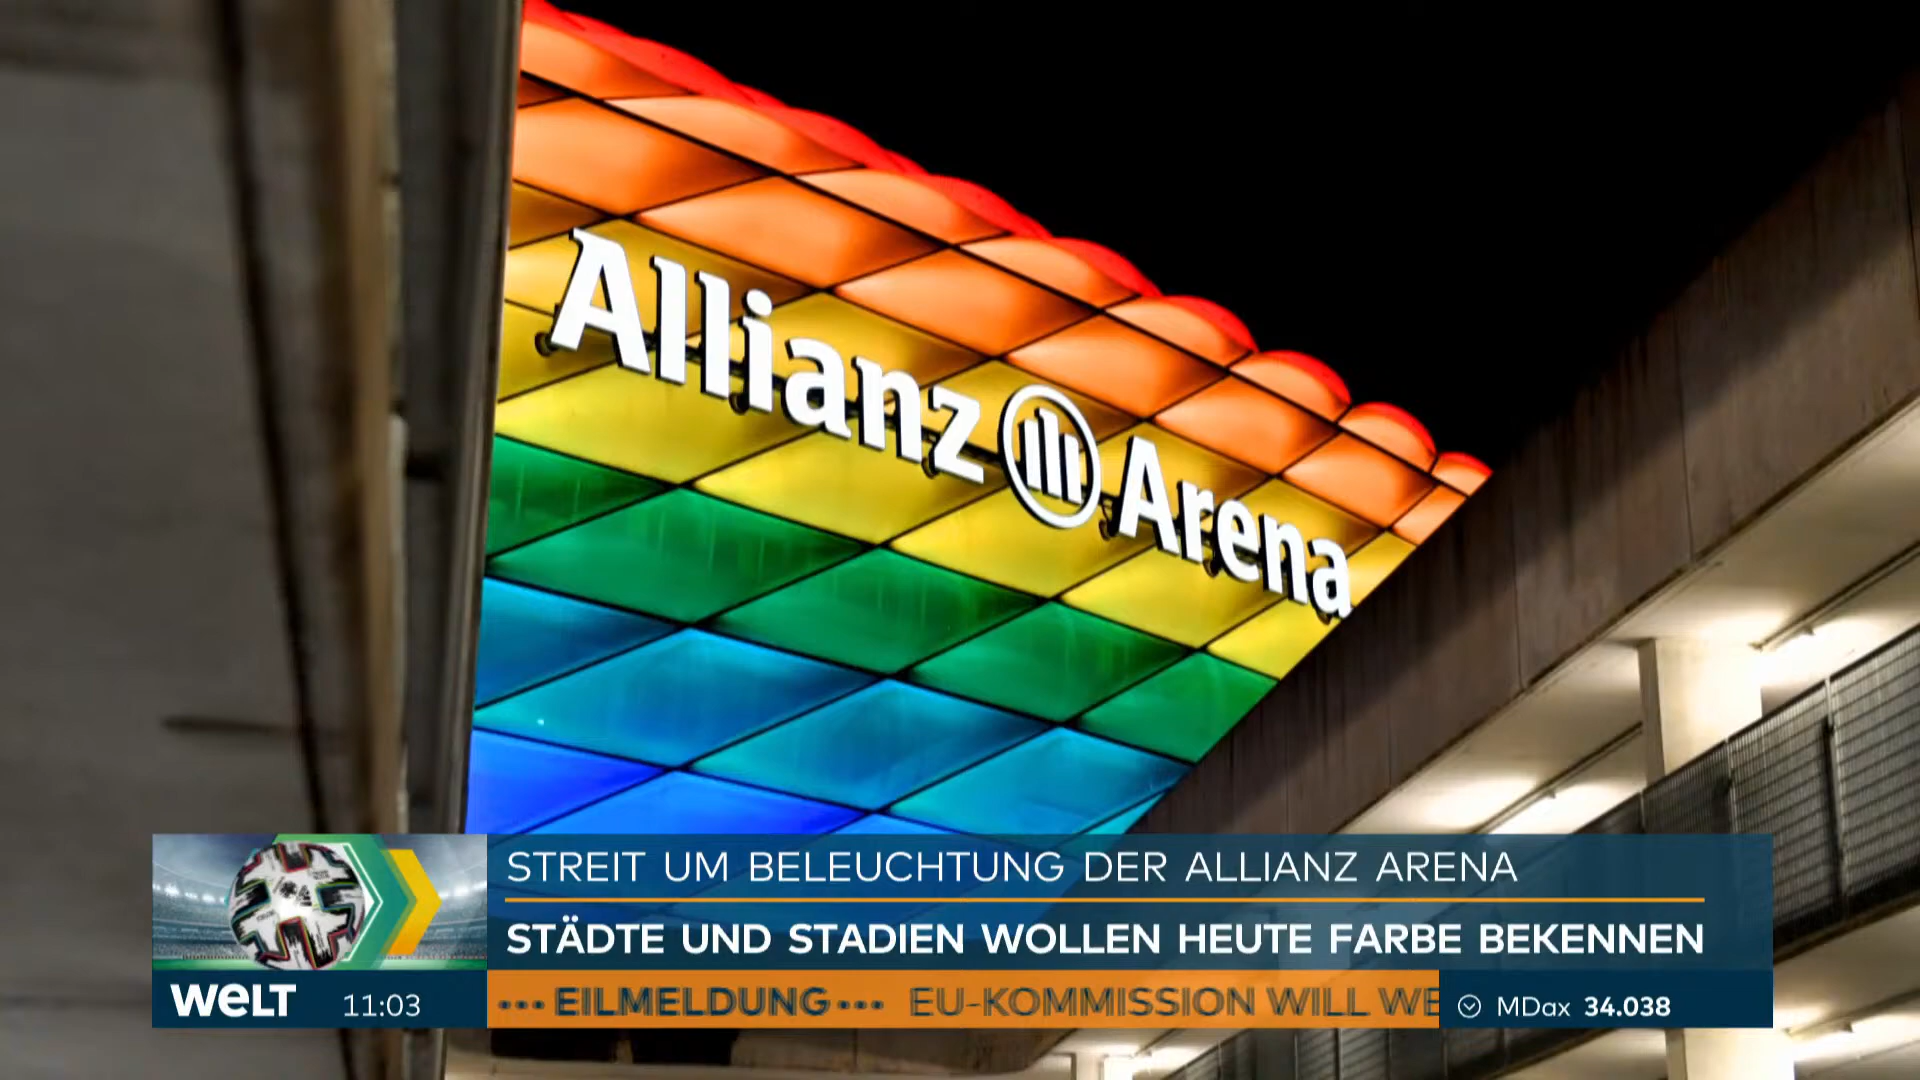 Allianz Arena
STREIT UM BELEUCHTUNG DER ALLIANZ ARENA
STÄDTE UND STADIEN WOLLEN HEUTE FARBE BEKENNEN
••• EILMELDUNG ••• EU-KOMMISSION WILL WE
WELT 11:03
MDax 34.038